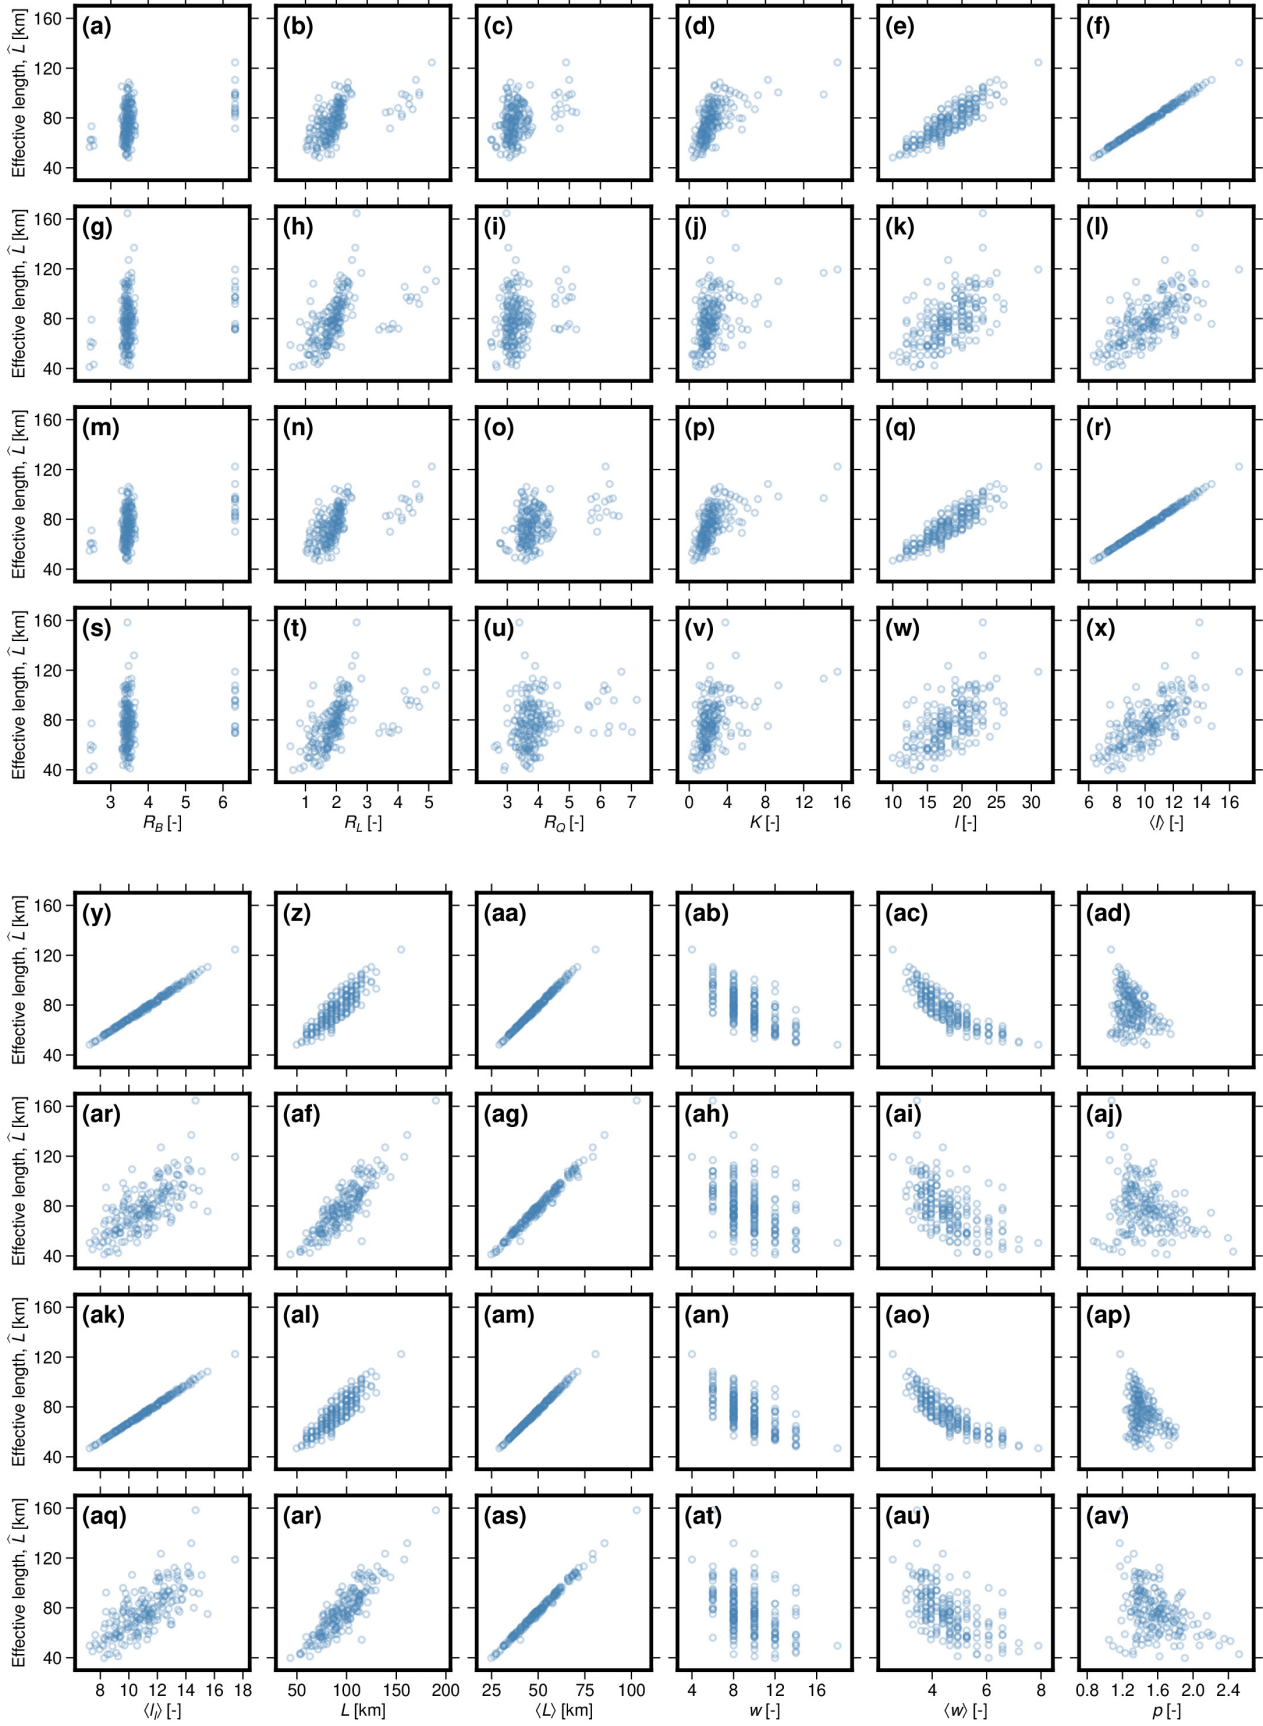 (a) (b) (c) (d) (e) (f)
160
120
80
40
Effective length, L̂ [km]
(g) (h) (i) (j) (k) (l)
160
120
80
40
Effective length, L̂ [km]
(m) (n) (o) (p) (q) (r)
160
120
80
40
Effective length, L̂ [km]
(s) (t) (u) (v) (w) (x)
160
120
80
40
Effective length, L̂ [km]
3 4 5 6 1 2 3 4 5 3 4 5 6 7 0 4 8 12 16 10 15 20 25 30 6 8 10 12 14 16
R_B [-] R_L [-] R_Q [-] K [-] l [-] ⟨l⟩ [-]
(y) (z) (aa) (ab) (ac) (ad)
160
120
80
40
Effective length, L̂ [km]
(ar) (af) (ag) (ah) (ai) (aj)
160
120
80
40
Effective length, L̂ [km]
(ak) (al) (am) (an) (ao) (ap)
160
120
80
40
Effective length, L̂ [km]
(aq) (ar) (as) (at) (au) (av)
160
120
80
40
Effective length, L̂ [km]
8 10 12 14 16 18 50 100 150 200 25 50 75 100 4 8 12 16 4 6 8 0.8 1.2 1.6 2.0 2.4
⟨l_l⟩ [-] L [km] ⟨L⟩ [km] w [-] ⟨w⟩ [-] p [-]